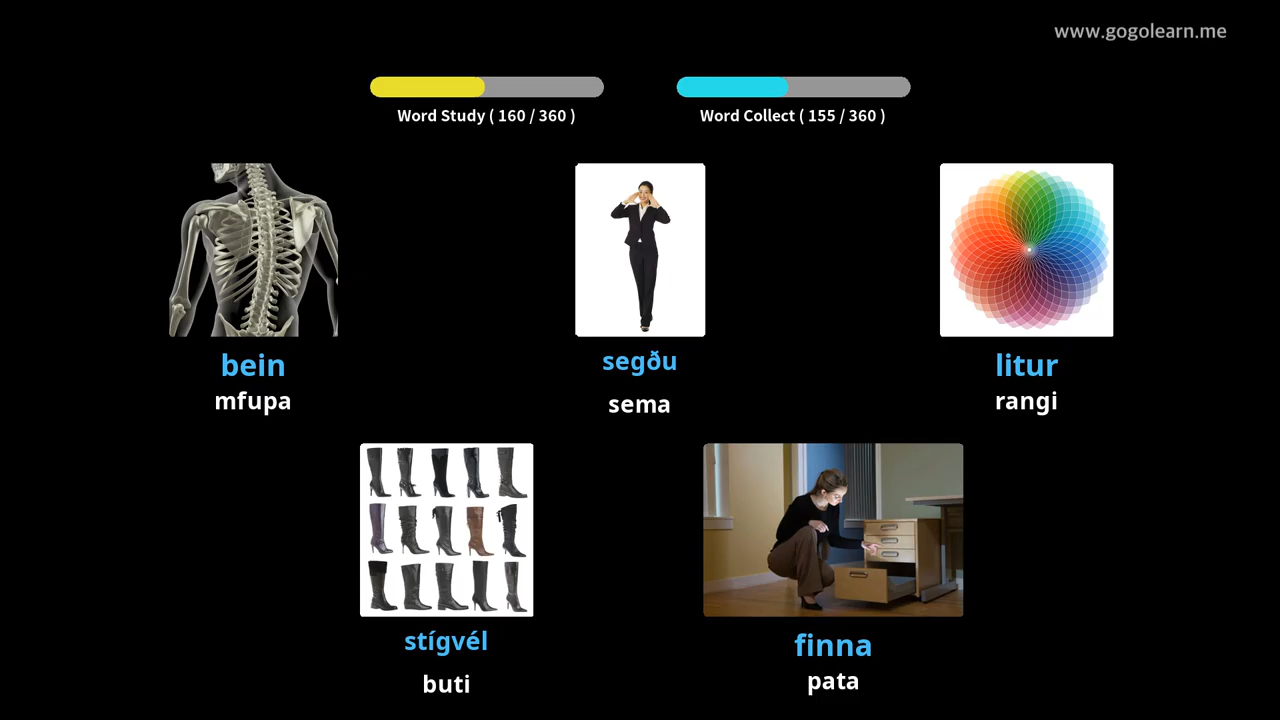 www.gogolearn.me
Word Study ( 160 / 360 )
Word Collect ( 155 / 360 )
bein
mfupa
segðu
sema
litur
rangi
stígvél
buti
finna
pata